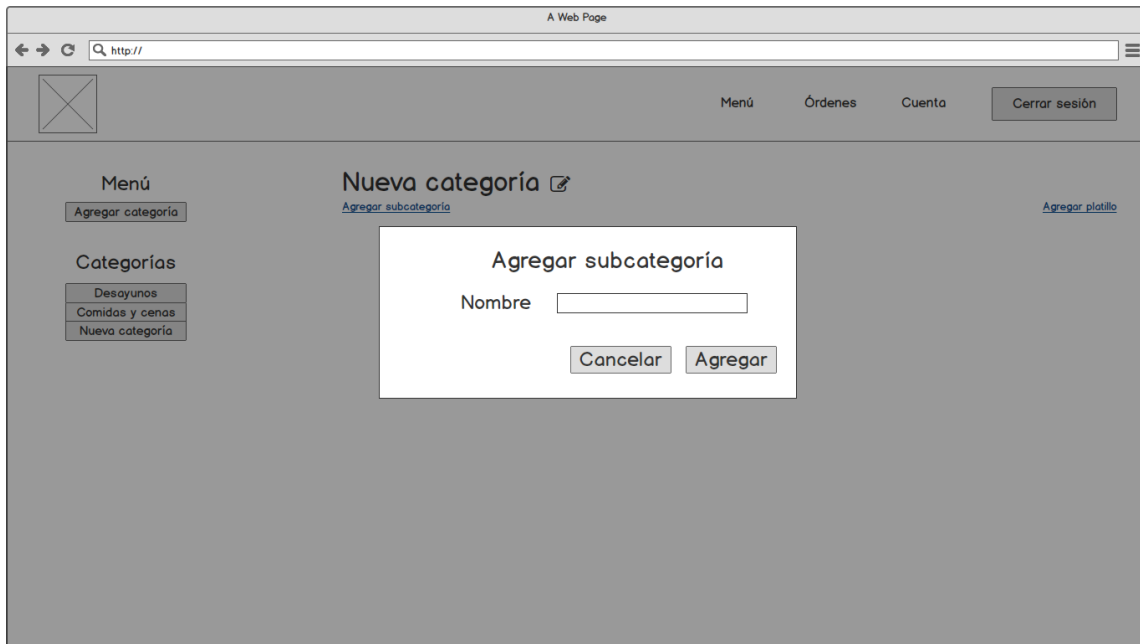 A Web Page
http://
Menú Órdenes Cuenta Cerrar sesión
Menú
Agregar categoría
Categorías
Desayunos
Comidas y cenas
Nueva categoría
Nueva categoría
Agregar subcategoría Agregar platillo
Agregar subcategoría
Nombre
Cancelar Agregar